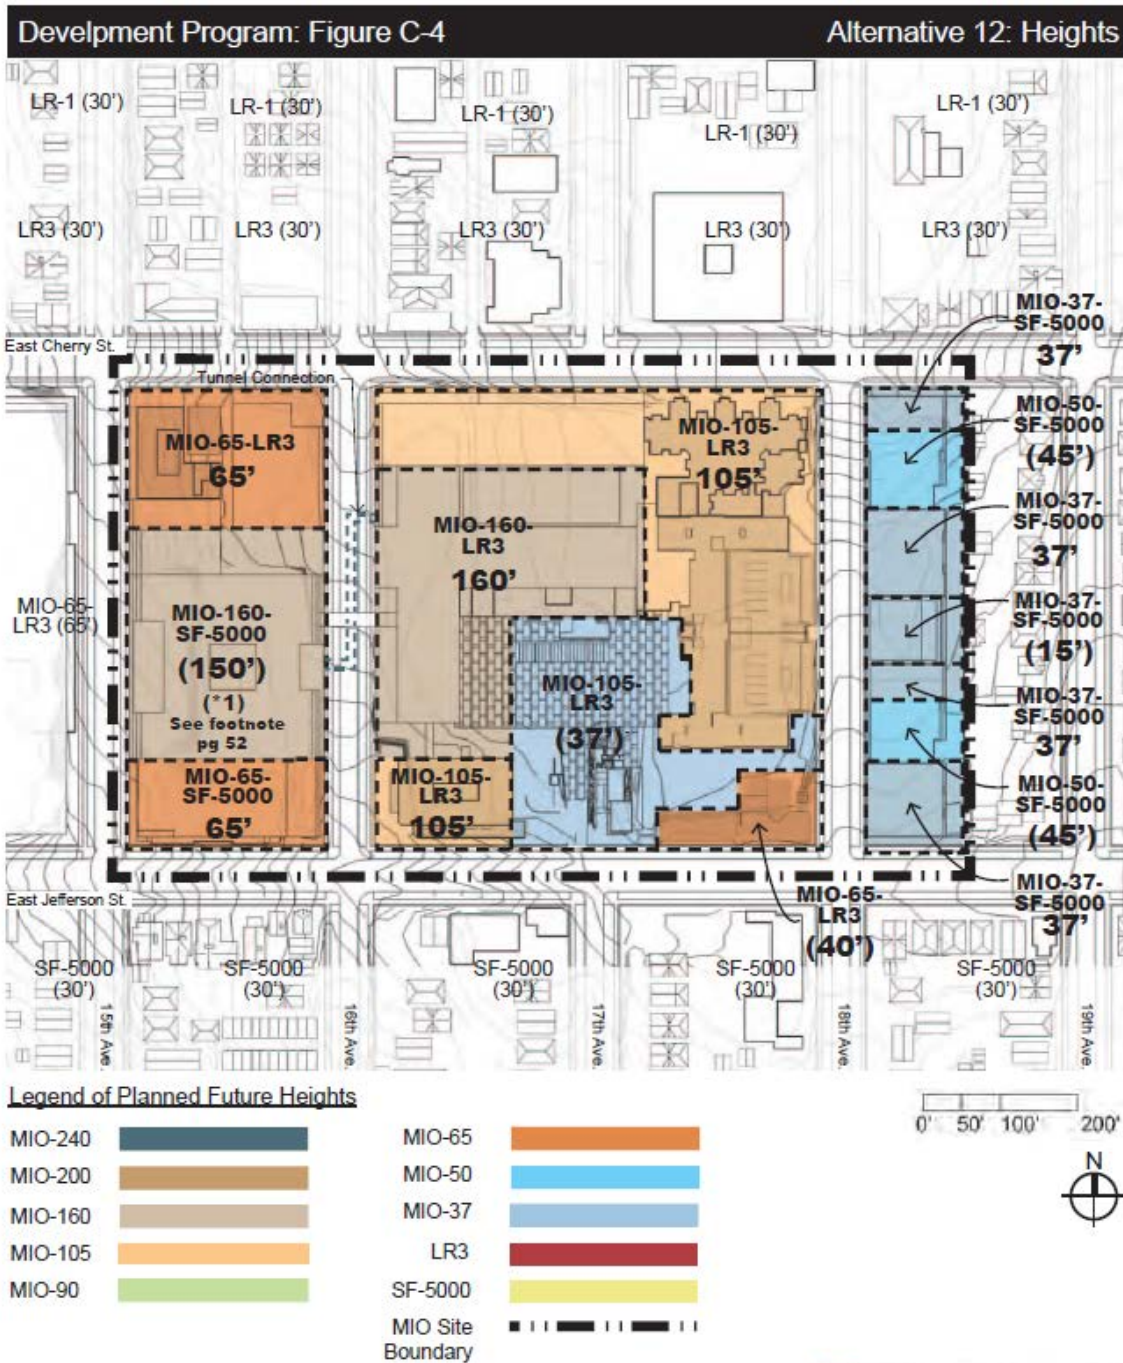 Develpment Program: Figure C-4
Alternative 12: Heights
LR-1 (30')
LR-1 (30')
LR-1 (30')
LR-1 (30')
LR-1 (30')
LR3 (30')
LR3 (30')
LR3 (30')
LR3 (30')
LR3 (30')
East Cherry St.
Tunnel Connection
MIO-37-
SF-5000
37'
MIO-50-
SF-5000
(45')
MIO-37-
SF-5000
37'
MIO-37-
SF-5000
(15')
MIO-37-
SF-5000
37'
MIO-50-
SF-5000
(45')
MIO-37-
SF-5000
37'
MIO-65-LR3
65'
MIO-105-
LR3
105'
MIO-160-
LR3
160'
MIO-65-
LR3 (65')
MIO-160-
SF-5000
(150')
(*1)
See footnote
pg 52
MIO-105-
LR3
(37')
MIO-65-
SF-5000
65'
MIO-105-
LR3
105'
MIO-65-
LR3
(40')
East Jefferson St.
SF-5000
(30')
SF-5000
(30')
SF-5000
(30')
SF-5000
(30')
SF-5000
(30')
15th Ave.
16th Ave.
17th Ave.
18th Ave.
19th Ave.
Legend of Planned Future Heights
MIO-240
MIO-200
MIO-160
MIO-105
MIO-90
MIO-65
MIO-50
MIO-37
LR3
SF-5000
MIO Site
Boundary
0' 50' 100' 200'
N